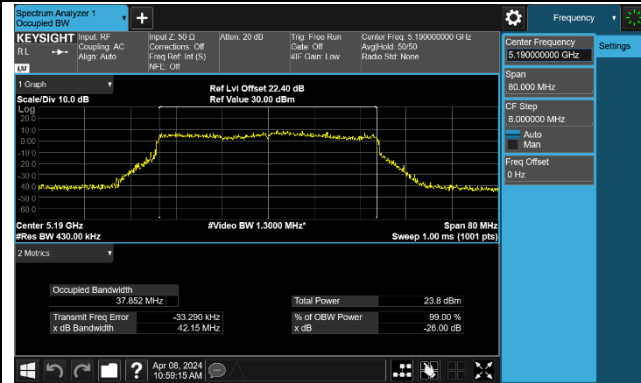 Spectrum Analyzer 1
Occupied BW
Frequency
KEYSIGHT
RL
LXI
Input: RF
Coupling: AC
Align: Auto
Input Z: 50 Ω
Corrections: Off
Freq Ref: Int (S)
NFE: Off
Atten: 20 dB
Trig: Free Run
Gate: Off
#IF Gain: Low
Center Freq: 5.190000000 GHz
Avg|Hold: 50/50
Radio Std: None
Center Frequency
5.190000000 GHz
Settings
Span
80.000 MHz
CF Step
8.000000 MHz
Auto
Man
Freq Offset
0 Hz
1 Graph
Scale/Div 10.0 dB
Ref Lvl Offset 22.40 dB
Ref Value 30.00 dBm
Log
20.0
10.0
0.00
-10.0
-20.0
-30.0
-40.0
-50.0
-60.0
Center 5.19 GHz
#Video BW 1.3000 MHz*
Span 80 MHz
#Res BW 430.00 kHz
Sweep 1.00 ms (1001 pts)
2 Metrics
Occupied Bandwidth
37.852 MHz
Total Power
23.8 dBm
Transmit Freq Error
-33.290 kHz
% of OBW Power
99.00 %
x dB Bandwidth
42.15 MHz
x dB
-26.00 dB
Apr 08, 2024
10:59:15 AM